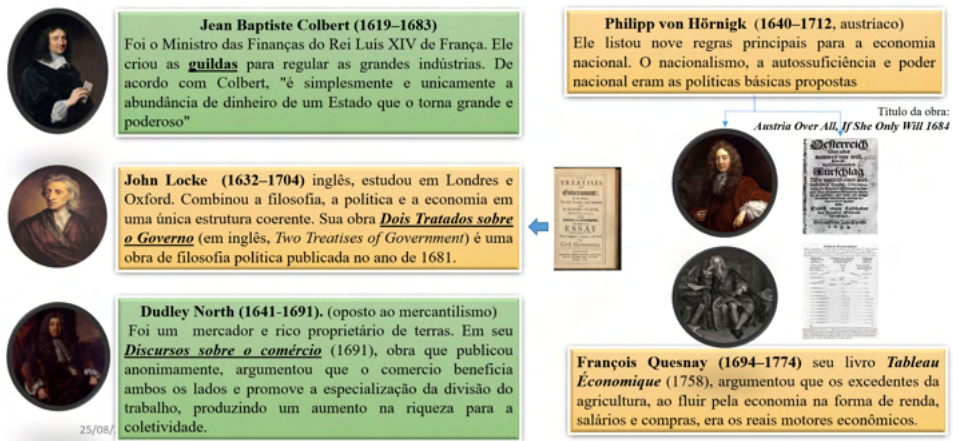 Jean Baptiste Colbert (1619–1683)
Foi o Ministro das Finanças do Rei Luís XIV de França. Ele
criou as guildas para regular as grandes indústrias. De
acordo com Colbert, "é simplesmente e unicamente a
abundância de dinheiro de um Estado que o torna grande e
poderoso"
John Locke (1632–1704) inglês, estudou em Londres e
Oxford. Combinou a filosofia, a política e a economia em
uma única estrutura coerente. Sua obra Dois Tratados sobre
o Governo (em inglês, Two Treatises of Government) é uma
obra de filosofia política publicada no ano de 1681.
Dudley North (1641-1691). (oposto ao mercantilismo)
Foi um mercador e rico proprietário de terras. Em seu
Discursos sobre o comércio (1691), obra que publicou
anonimamente, argumentou que o comercio beneficia
ambos os lados e promove a especialização da divisão do
trabalho, produzindo um aumento na riqueza para a
coletividade.
25/08/
Philipp von Hörnigk (1640–1712, austríaco)
Ele listou nove regras principais para a economia
nacional. O nacionalismo, a autossuficiência e poder
nacional eram as políticas básicas propostas
Titulo da obra:
Austria Over All, If She Only Will 1684
Oesterreich
TREATISES
Government:
ESSAY
Civil Government.
François Quesnay (1694–1774) seu livro Tableau
Économique (1758), argumentou que os excedentes da
agricultura, ao fluir pela economia na forma de renda,
salários e compras, era os reais motores econômicos.